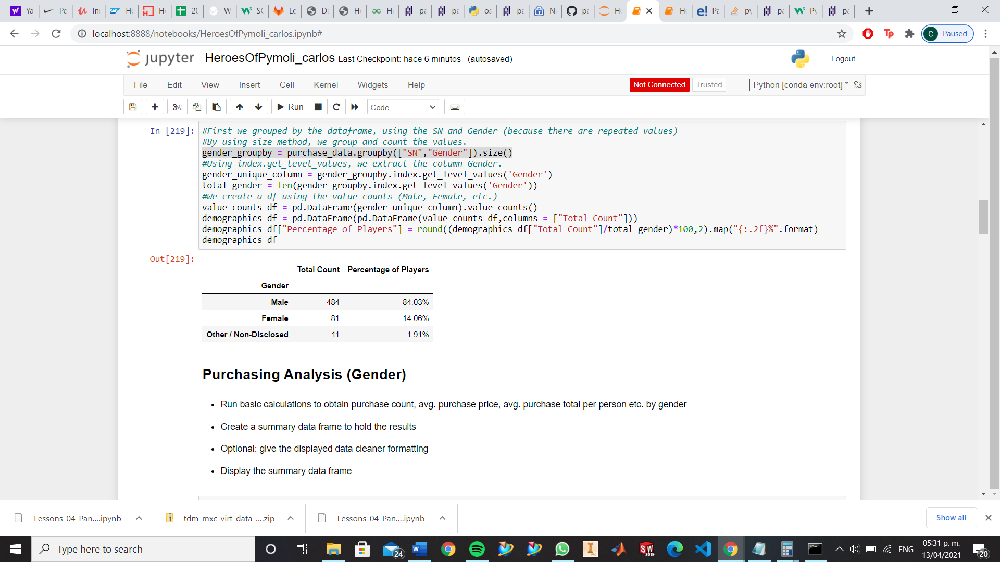 Ya
Pe
Ini
Ho
Ho
20
W
SC
Le
Da
Ho
Ho
pa
pa
os
pa
N
pa
Ho
He
Pa
py
pa
Py
pa
localhost:8888/notebooks/HeroesOfPymoli_carlos.ipynb#
C Paused
jupyter HeroesOfPymoli_carlos Last Checkpoint: hace 6 minutos (autosaved)
Logout
File Edit View Insert Cell Kernel Widgets Help
Not Connected Trusted Python [conda env:root] *
Run Code
In [219]:
#First we grouped by the dataframe, using the SN and Gender (because there are repeated values)
#By using size method, we group and count the values.
gender_groupby = purchase_data.groupby(["SN","Gender"]).size()
#Using index.get_level_values, we extract the column Gender.
gender_unique_column = gender_groupby.index.get_level_values('Gender')
total_gender = len(gender_groupby.index.get_level_values('Gender'))
#We create a df using the value counts (Male, Female, etc.)
value_counts_df = pd.DataFrame(gender_unique_column).value_counts()
demographics_df = pd.DataFrame(pd.DataFrame(value_counts_df,columns = ["Total Count"]))
demographics_df["Percentage of Players"] = round((demographics_df["Total Count"]/total_gender)*100,2).map("{:.2f}%".format)
demographics_df
Out[219]:
Total Count Percentage of Players
Gender
Male 484 84.03%
Female 81 14.06%
Other / Non-Disclosed 11 1.91%
Purchasing Analysis (Gender)
• Run basic calculations to obtain purchase count, avg. purchase price, avg. purchase total per person etc. by gender
• Create a summary data frame to hold the results
• Optional: give the displayed data cleaner formatting
• Display the summary data frame
Lessons_04-Pan....ipynb
tdm-mxc-virt-data-....zip
Lessons_04-Pan....ipynb
Show all
Type here to search
24
ENG
05:31 p. m.
13/04/2021
20